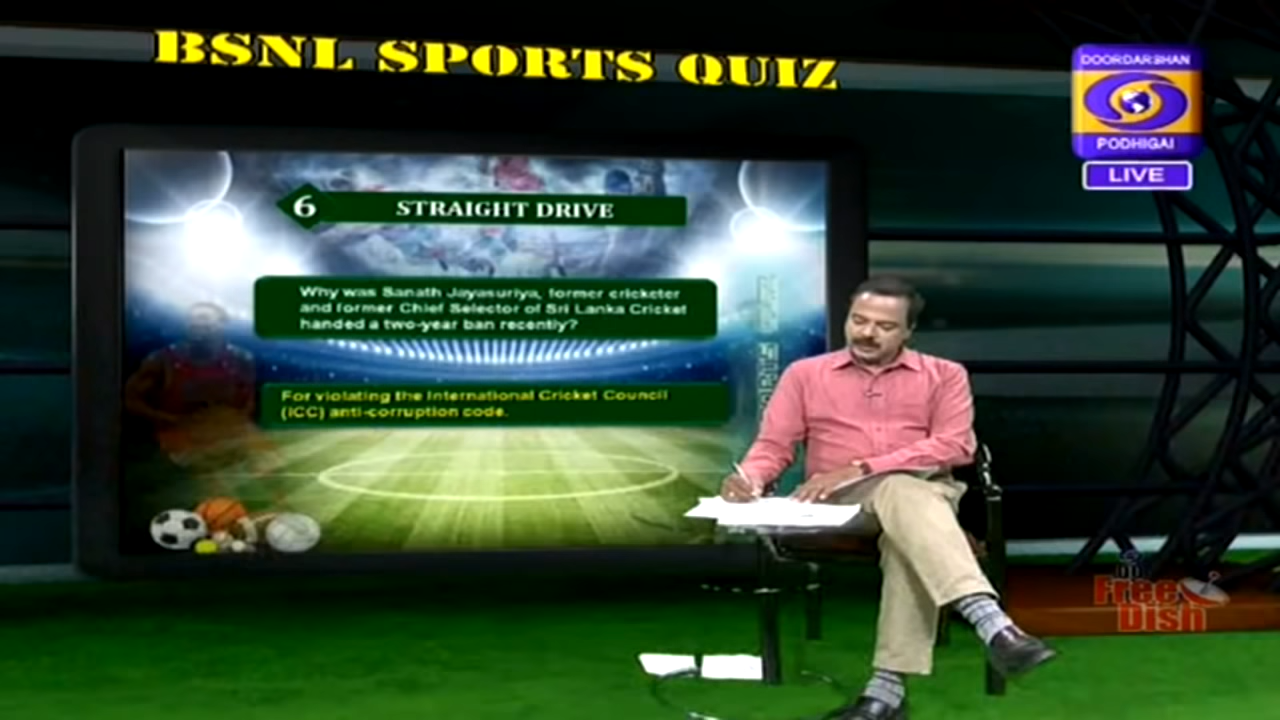 BSNL SPORTS QUIZ
DOORDARSHAN
PODHIGAI
LIVE
6
STRAIGHT DRIVE
Why was Sanath Jayasuriya, former cricketer
and former Chief Selector of Sri Lanka Cricket
handed a two-year ban recently?
For violating the International Cricket Council
(ICC) anti-corruption code.
Free
Dish